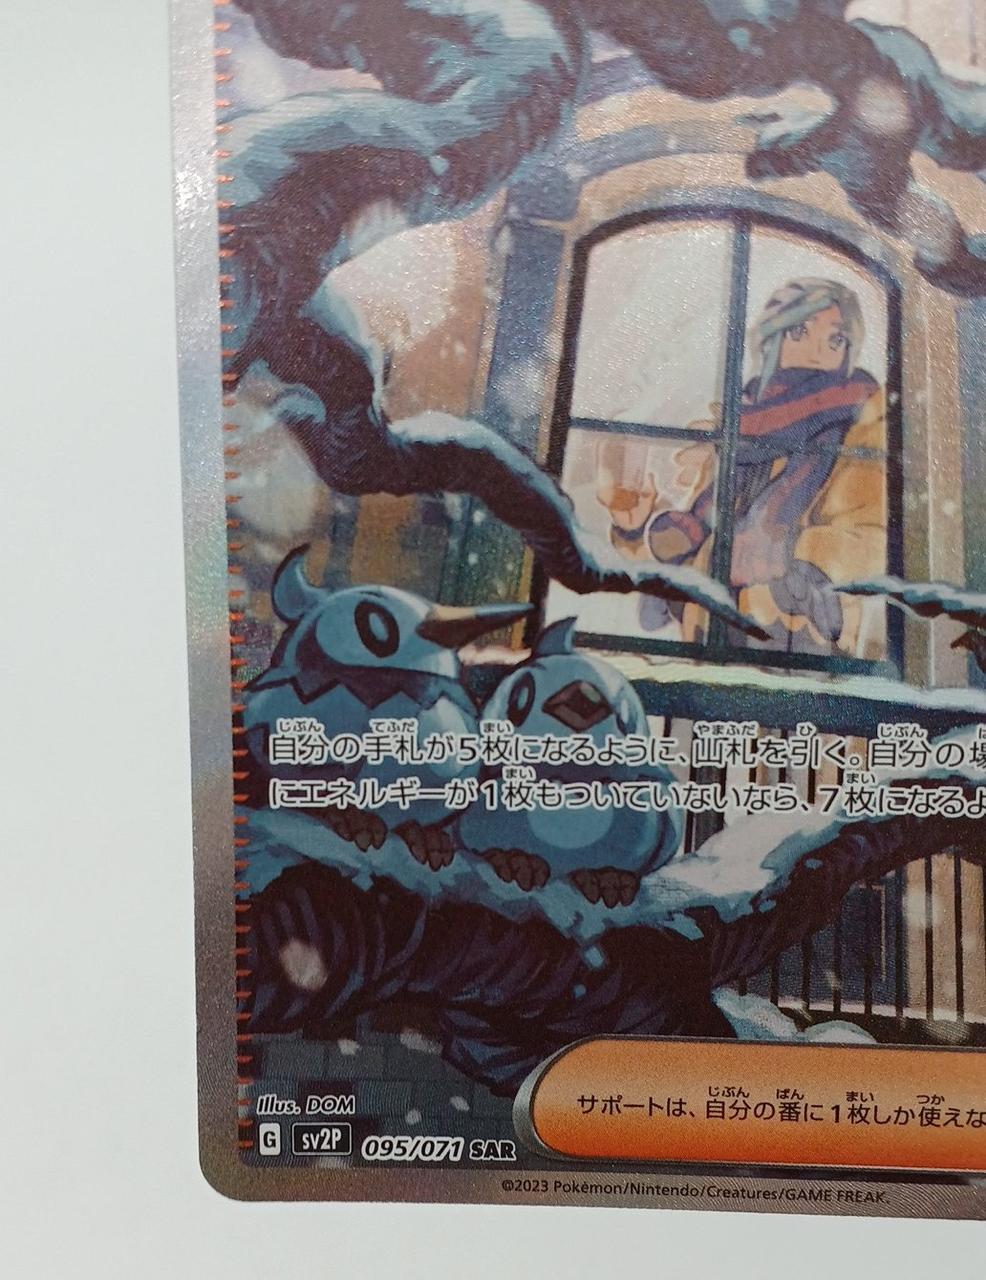 自分の手札が5枚になるように、山札を引く。自分の場
にエネルギーが1枚もついていないなら、7枚になるよ
サポートは、自分の番に1枚しか使えな
Illus. DOM
G sv2P 095/071 SAR
©2023 Pokémon/Nintendo/Creatures/GAME FREAK.